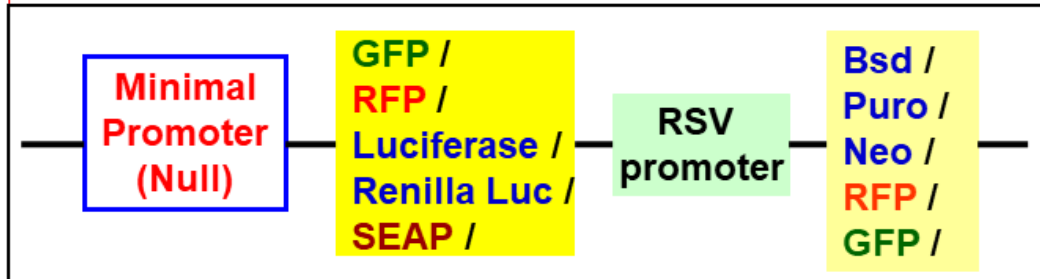 Minimal
Promoter
(Null)
GFP /
RFP /
Luciferase /
Renilla Luc /
SEAP /
RSV
promoter
Bsd /
Puro /
Neo /
RFP /
GFP /